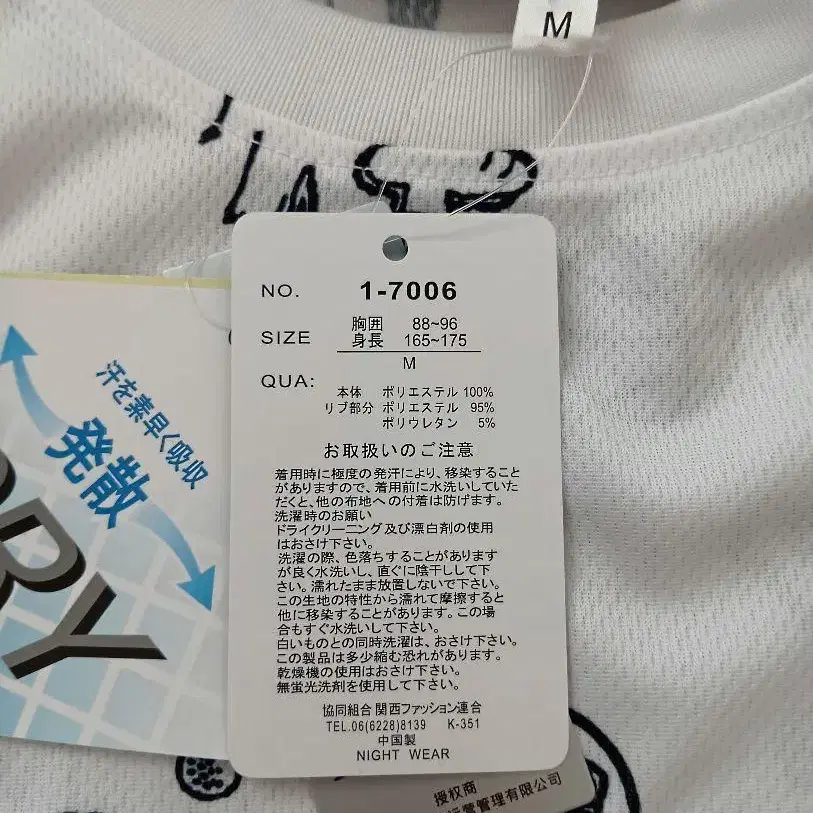 M
NO. 1-7006
SIZE 胸囲 88~96
身長 165~175
M
QUA:
本体 ポリエステル 100%
リブ部分 ポリエステル 95%
ポリウレタン 5%
お取扱いのご注意
着用時に極度の発汗により、移染すること
がありますので、着用前に水洗いしていた
だくと、他の布地への付着は防げます。
洗濯時のお願い
ドライクリーニング及び漂白剤の使用
はおさけ下さい。
洗濯の際、色落ちすることがあります
が良く水洗いし、直ぐに陰干しして下
さい。濡れたまま放置しないで下さい。
この生地の特性から濡れて摩擦すると
他に移染することがあります。この場
合もすぐ水洗いして下さい。
白いものとの同時洗濯は、おさけ下さい。
この製品は多少縮む恐れがあります。
乾燥機の使用はおさけ下さい。
無蛍光洗剤を使用して下さい。
協同組合 関西ファッション連合
TEL.06(6228)8139 K-351
中国製
NIGHT WEAR
汗を素早く吸収
発散
DRY
授权商
运营管理有限公司